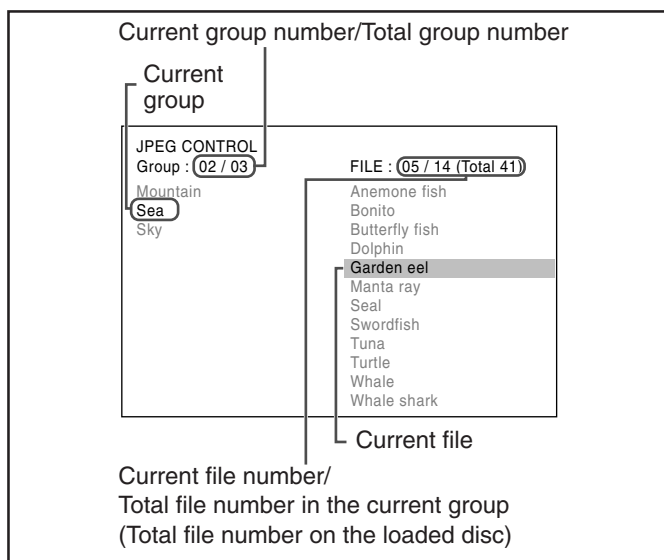 Current group number/Total group number
Current
group
JPEG CONTROL
Group : 02 / 03
Mountain
Sea
Sky
FILE : 05 / 14 (Total 41)
Anemone fish
Bonito
Butterfly fish
Dolphin
Garden eel
Manta ray
Seal
Swordfish
Tuna
Turtle
Whale
Whale shark
Current file
Current file number/
Total file number in the current group
(Total file number on the loaded disc)